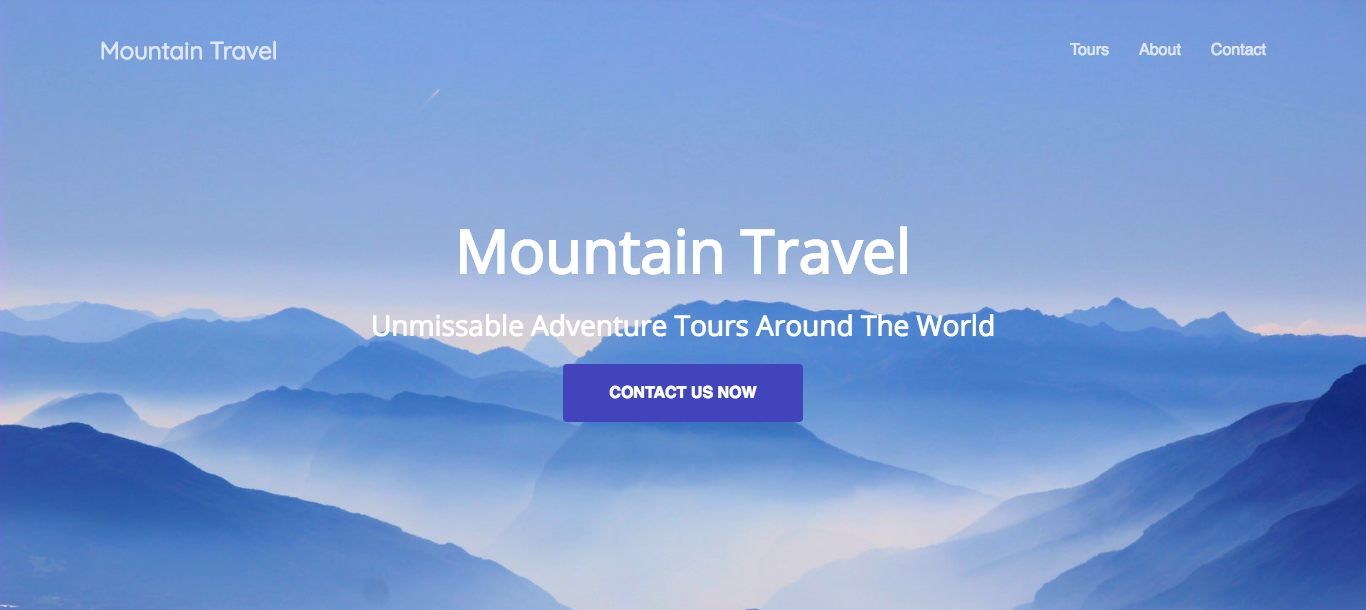 Mountain Travel
Tours About Contact
Mountain Travel
Unmissable Adventure Tours Around The World
CONTACT US NOW